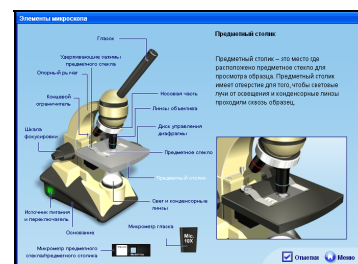 Элементы микроскопа
Глазок
Удерживающие зажимы
предметного стекла
Опорный рычаг
Концевой
ограничитель
Шкала
фокусировки
Источник питания
и переключатель
Основание
Микрометр предметного
стекла/предметного столика
Носовая часть
Линзы объектива
Диск управления
диафрагмы
Предметное стекло
Предметный столик
Свет и конденсорные
линзы
Микрометр глазка
Mic.
10X
Предметный столик
Предметный столик – это место где
расположено предметное стекло для
просмотра образца. Предметный столик
имеет отверстие для того, чтобы световые
лучи от освещения и конденсорные линзы
проходили сквозь образец.
Отметка
Меню